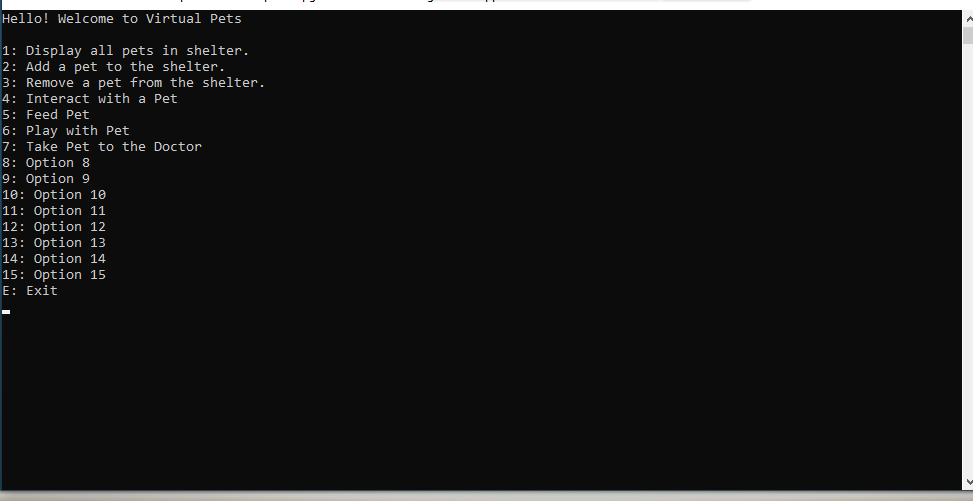 Hello! Welcome to Virtual Pets
1: Display all pets in shelter.
2: Add a pet to the shelter.
3: Remove a pet from the shelter.
4: Interact with a Pet
5: Feed Pet
6: Play with Pet
7: Take Pet to the Doctor
8: Option 8
9: Option 9
10: Option 10
11: Option 11
12: Option 12
13: Option 13
14: Option 14
15: Option 15
E: Exit